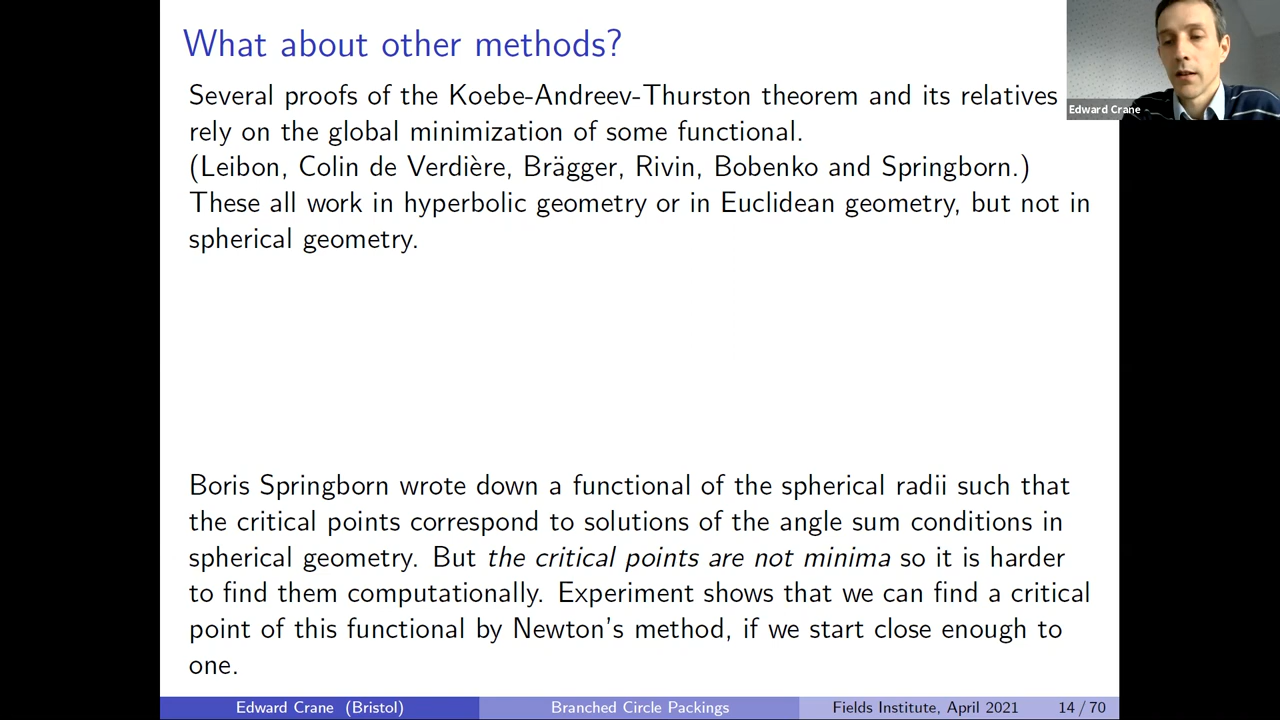 What about other methods?
Several proofs of the Koebe-Andreev-Thurston theorem and its relatives
rely on the global minimization of some functional.
(Leibon, Colin de Verdière, Brägger, Rivin, Bobenko and Springborn.)
These all work in hyperbolic geometry or in Euclidean geometry, but not in
spherical geometry.
Boris Springborn wrote down a functional of the spherical radii such that
the critical points correspond to solutions of the angle sum conditions in
spherical geometry. But the critical points are not minima so it is harder
to find them computationally. Experiment shows that we can find a critical
point of this functional by Newton's method, if we start close enough to
one.
Edward Crane (Bristol) Branched Circle Packings Fields Institute, April 2021 14 / 70
Edward Crane